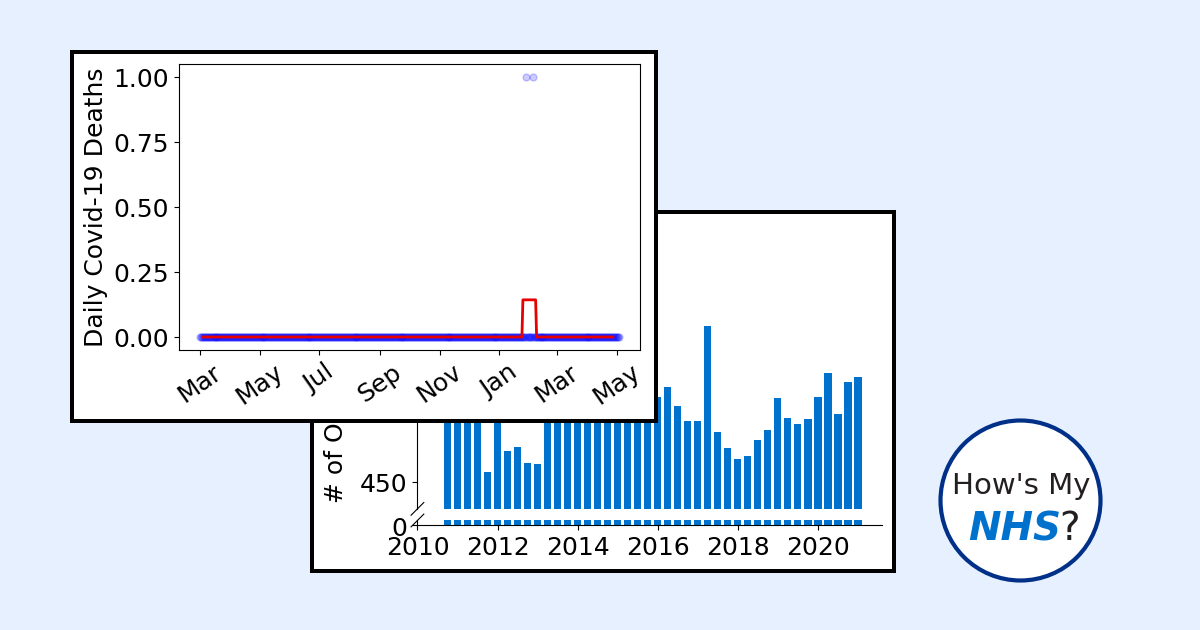 Daily Covid-19 Deaths
1.00
0.75
0.50
0.25
0.00
Mar
May
Jul
Sep
Nov
Jan
Mar
May
# of O
450
0
2010
2012
2014
2016
2018
2020
How's My
NHS?